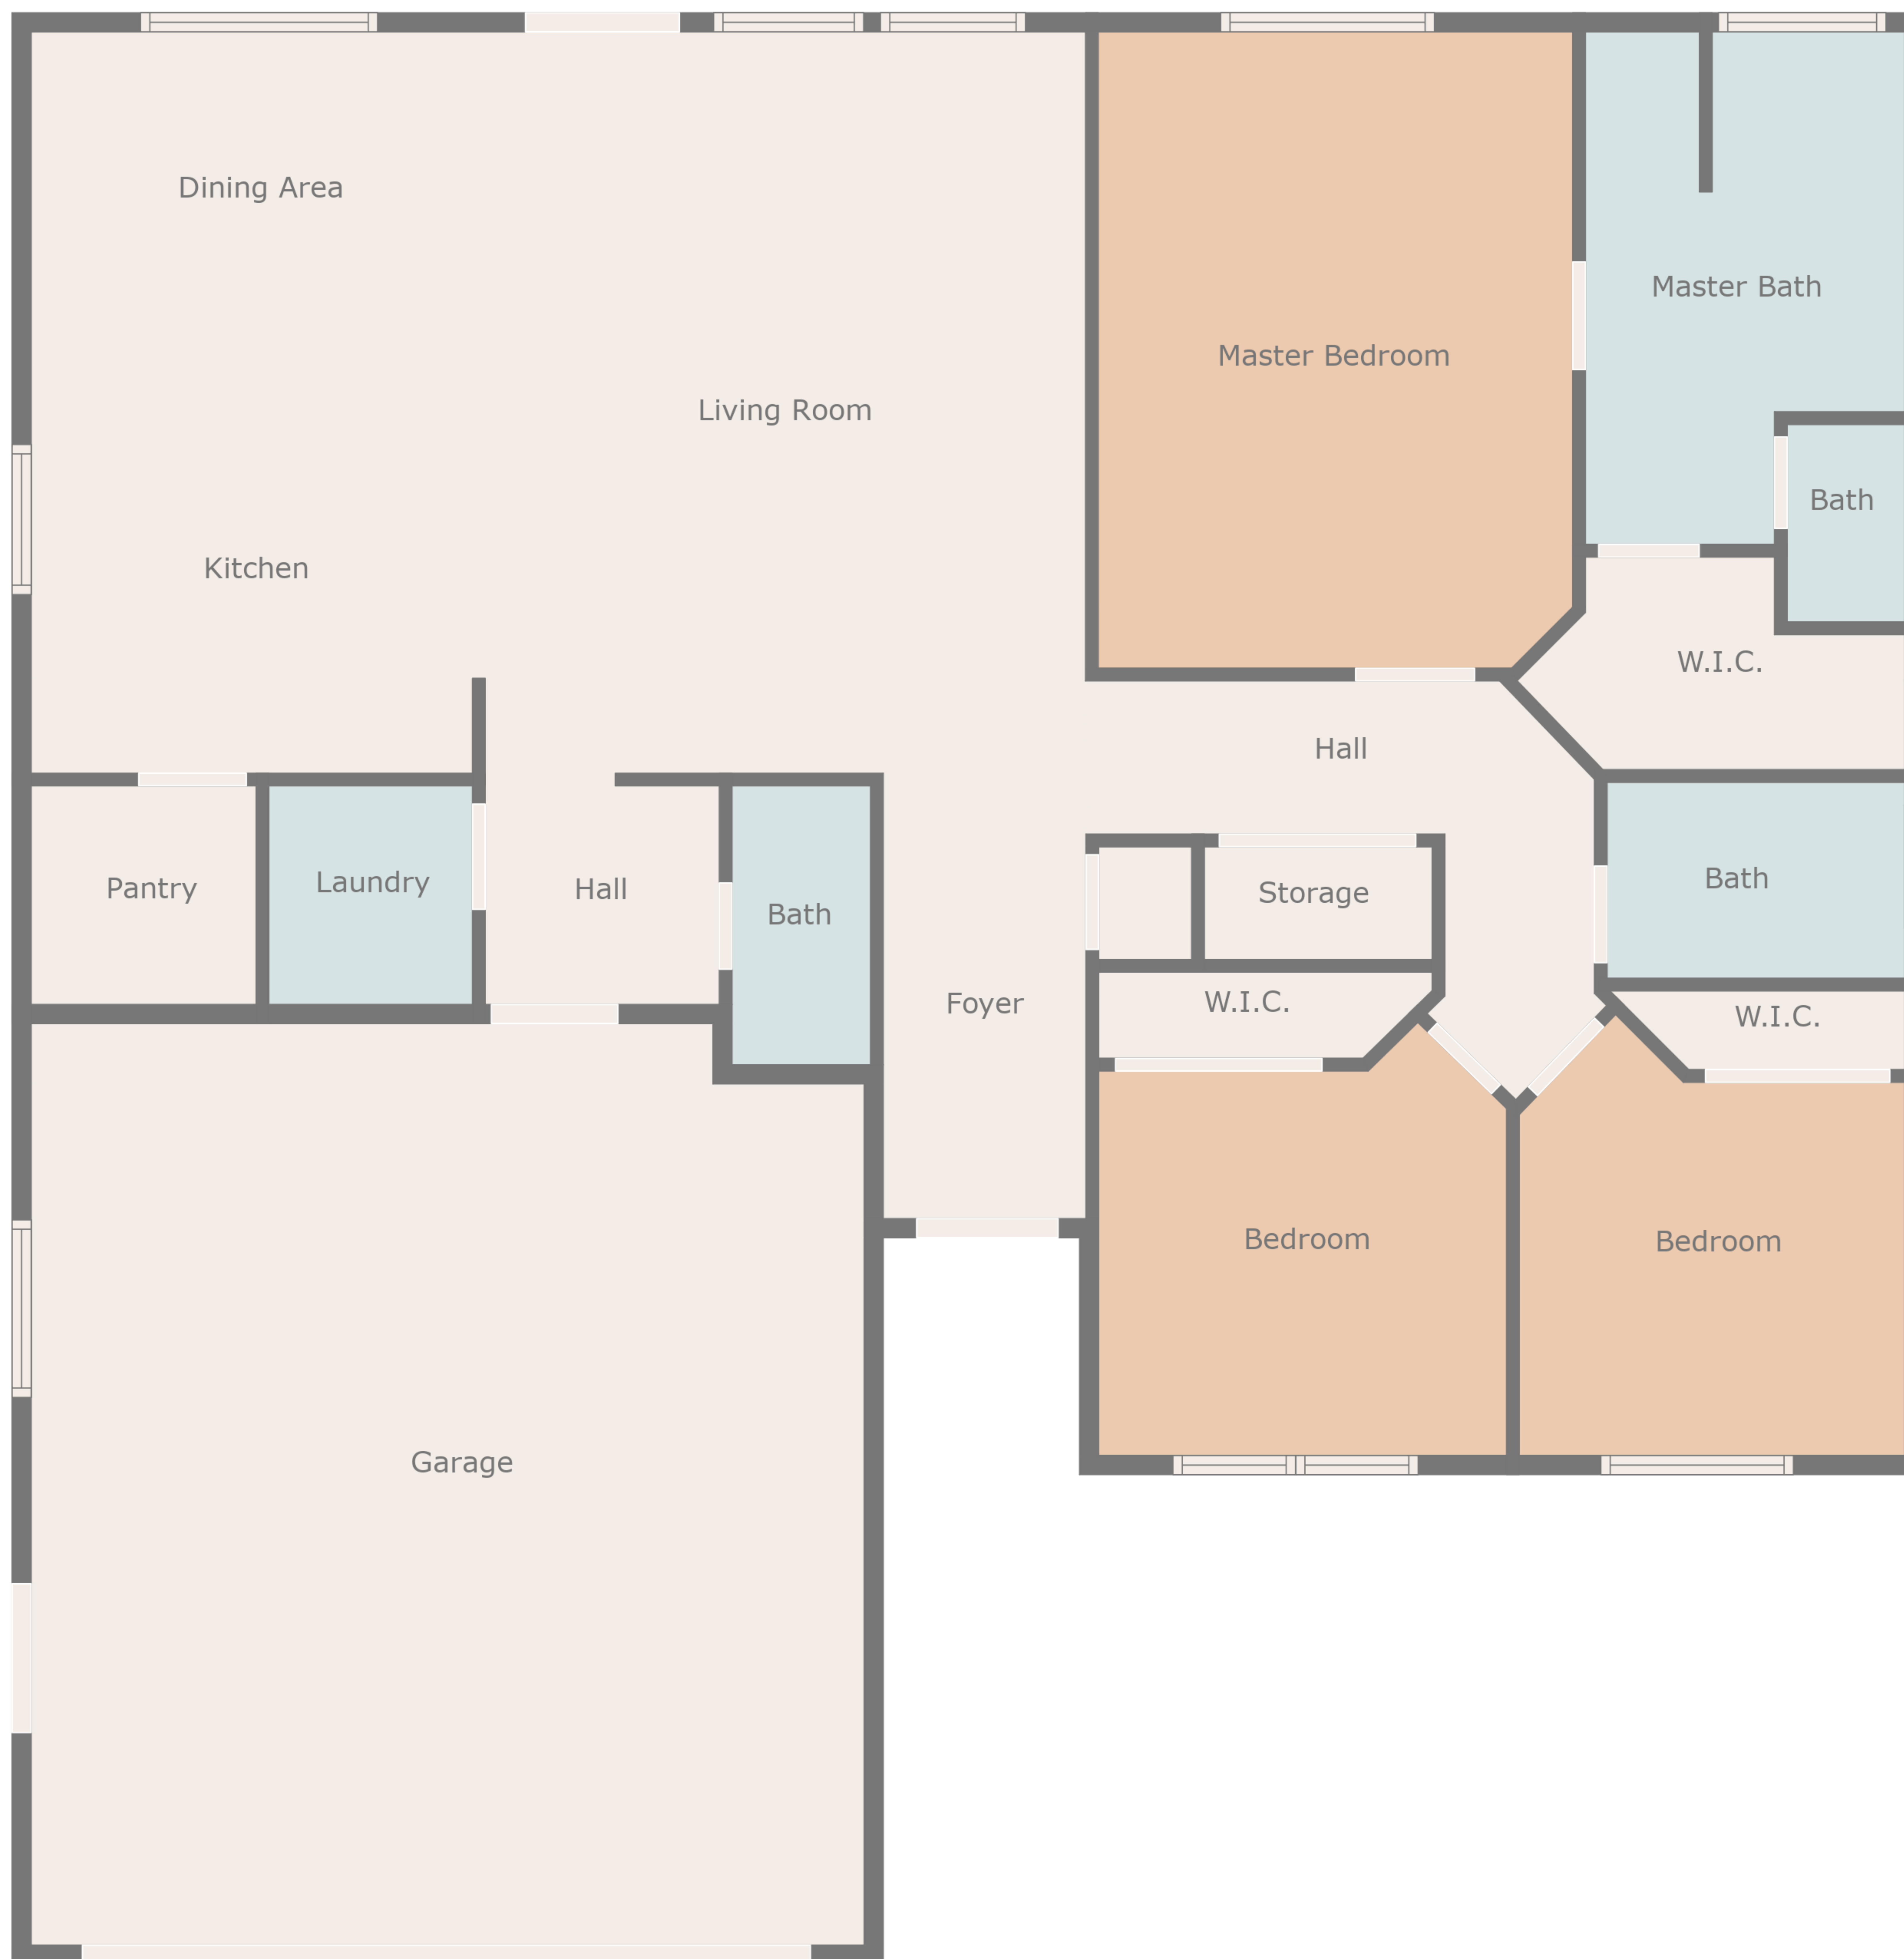 Dining Area
Master Bath
Master Bedroom
Living Room
Bath
Kitchen
W.I.C.
Hall
Bath
Laundry
Pantry
Hall
Storage
Bath
W.I.C.
Foyer
W.I.C.
Bedroom
Bedroom
Garage